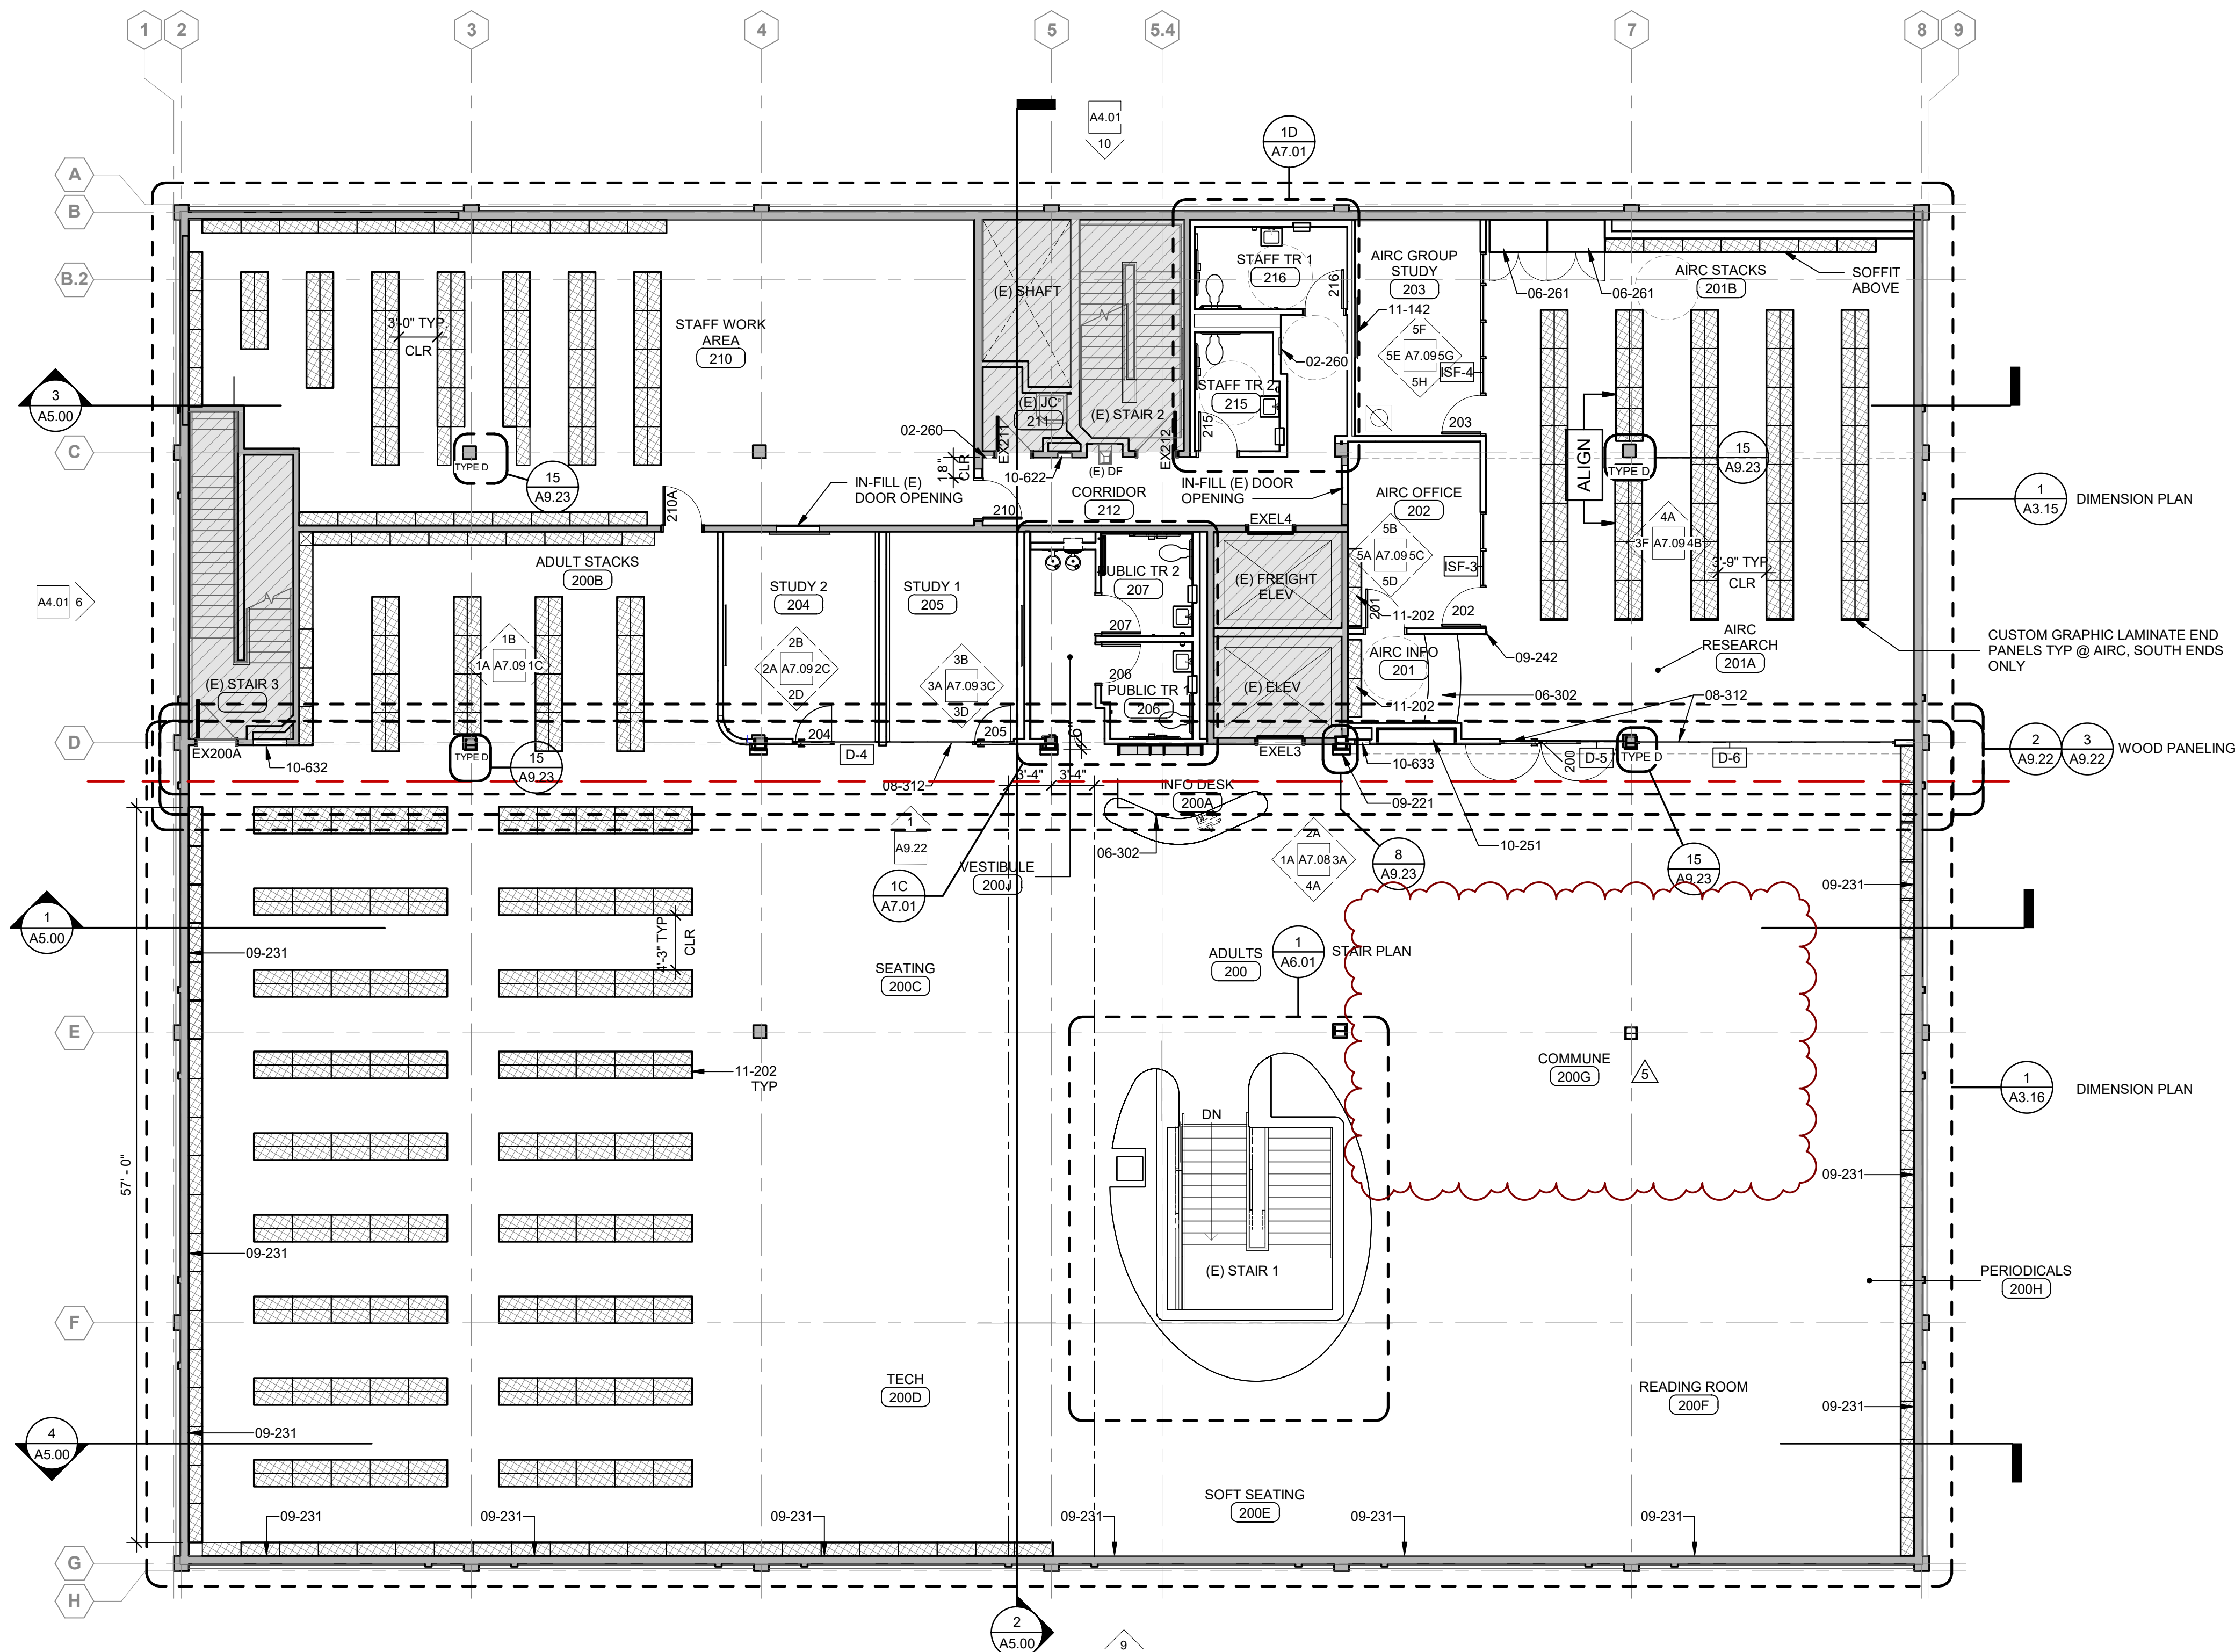 1
2
3
4
5
5.4
7
8
9
A
B
B.2
C
D
E
F
G
H
A4.01
10
1D
A7.01
3
A5.00
3'-0" TYP.
CLR
STAFF WORK
AREA
210
(E) SHAFT
(E) JC
211
EX211
(E) STAIR 2
EX212
(E) DF
STAFF TR 1
216
216
STAFF TR 2
215
215
02-260
AIRC GROUP
STUDY
203
11-142
5F
5E A7.09 5G
5H
ISF-4
203
06-261
06-261
AIRC STACKS
201B
SOFFIT
ABOVE
02-260
1'8"
CLR
10-622
TYPE D
15
A9.23
210A
IN-FILL (E)
DOOR OPENING
210
CORRIDOR
212
IN-FILL (E) DOOR
OPENING
EXEL4
AIRC OFFICE
202
5B
5A A7.09 5C
5D
ISF-3
202
ALIGN
TYPE D
15
A9.23
4A
3F A7.09 4B
3'-9" TYP
CLR
1
A3.15
DIMENSION PLAN
A4.01 6
ADULT STACKS
200B
1B
1A A7.09 1C
STUDY 2
204
2B
2A A7.09 2C
2D
204
STUDY 1
205
3B
3A A7.09 3C
3D
205
PUBLIC TR 2
207
207
206
PUBLIC TR 1
206
(E) FREIGHT
ELEV
(E) ELEV
EXEL3
201
11-202
AIRC INFO
201
11-202
09-242
06-302
08-312
AIRC
RESEARCH
201A
CUSTOM GRAPHIC LAMINATE END
PANELS TYP @ AIRC, SOUTH ENDS
ONLY
(E) STAIR 3
EX200A
10-632
TYPE D
15
A9.23
D-4
08-312
6"
3'-4"
3'-4"
10-633
09-221
10-251
200
D-5
TYPE D
D-6
15
A9.23
2
A9.22
3
A9.22
WOOD PANELING
INFO DESK
200A
06-302
1
A9.22
VESTIBULE
200J
1C
A7.01
2A
1A A7.08 3A
4A
8
A9.23
09-231
1
A5.00
09-231
4'-3" TYP
CLR
SEATING
200C
ADULTS
200
1
A6.01
STAIR PLAN
11-202
TYP
COMMUNE
200G
5
1
A3.16
DIMENSION PLAN
DN
(E) STAIR 1
57' - 0"
09-231
09-231
PERIODICALS
200H
TECH
200D
READING ROOM
200F
09-231
09-231
4
A5.00
SOFT SEATING
200E
09-231
09-231
09-231
09-231
09-231
09-231
2
A5.00
9